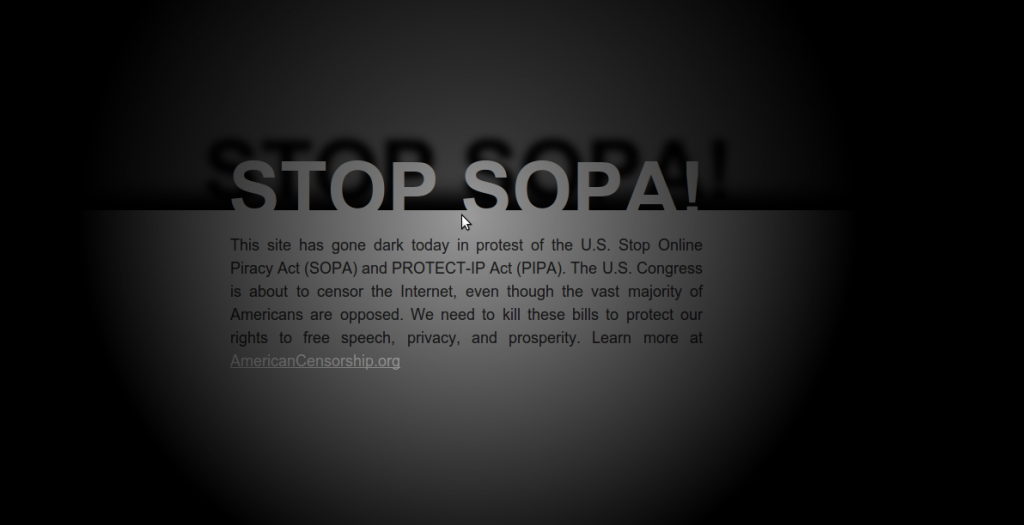 STOP SOPA!
This site has gone dark today in protest of the U.S. Stop Online
Piracy Act (SOPA) and PROTECT-IP Act (PIPA). The U.S. Congress
is about to censor the Internet, even though the vast majority of
Americans are opposed. We need to kill these bills to protect our
rights to free speech, privacy, and prosperity. Learn more at
AmericanCensorship.org